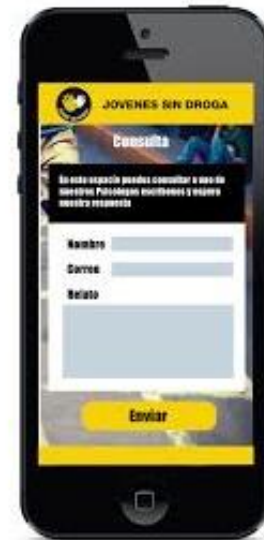 JOVENES SIN DROGA
Consulta
En este espacio puedes consultar a uno de
nuestros Psicologos escribenos y espera
nuestra respuesta
Nombre
Correo
Relato
Enviar